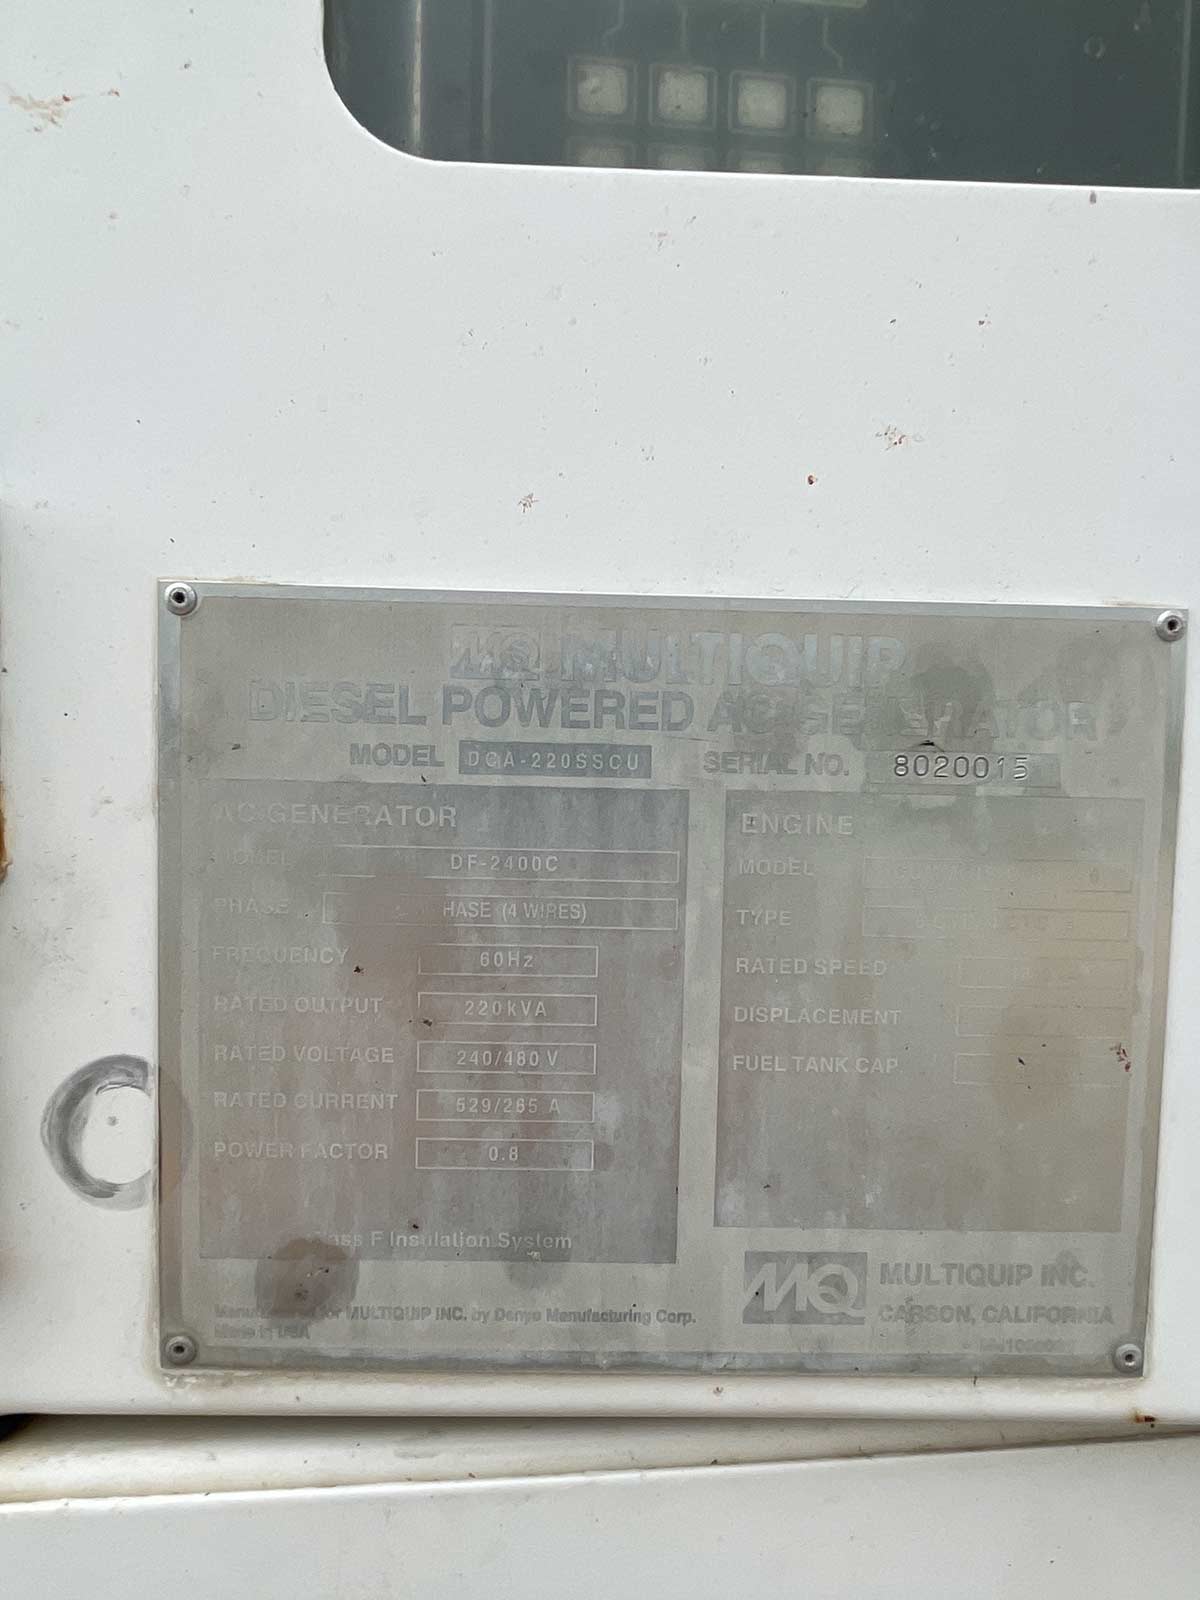 MQ MULTIQUIP
DIESEL POWERED AC GENERATOR
MODEL DCA-220SSCU SERIAL NO. 8020015
AC GENERATOR
MODEL DF-2400C
PHASE HASE (4 WIRES)
FREQUENCY 60Hz
RATED OUTPUT 220kVA
RATED VOLTAGE 240/480 V
RATED CURRENT 529/265 A
POWER FACTOR 0.8
Class F Insulation System
ENGINE
MODEL
TYPE
RATED SPEED
DISPLACEMENT
FUEL TANK CAP.
Manufactured for MULTIQUIP INC. by Denyo Manufacturing Corp.
Made in USA
MQ MULTIQUIP INC.
CARSON, CALIFORNIA